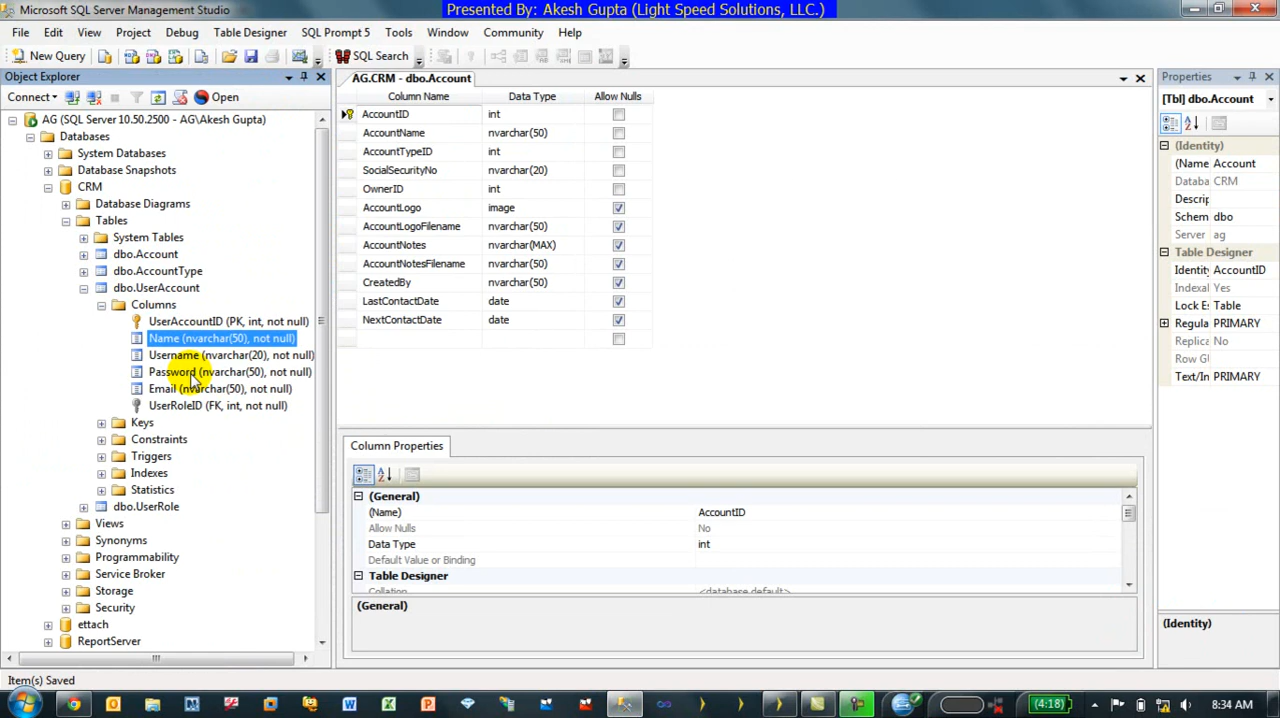 Microsoft SQL Server Management Studio
Presented By: Akesh Gupta (Light Speed Solutions, LLC.)
File Edit View Project Debug Table Designer SQL Prompt 5 Tools Window Community Help
New Query SQL Search
Object Explorer
Connect Open
AG (SQL Server 10.50.2500 - AG\Akesh Gupta)
Databases
System Databases
Database Snapshots
CRM
Database Diagrams
Tables
System Tables
dbo.Account
dbo.AccountType
dbo.UserAccount
Columns
UserAccountID (PK, int, not null)
Name (nvarchar(50), not null)
Username (nvarchar(20), not null)
Password (nvarchar(50), not null)
Email (nvarchar(50), not null)
UserRoleID (FK, int, not null)
Keys
Constraints
Triggers
Indexes
Statistics
dbo.UserRole
Views
Synonyms
Programmability
Service Broker
Storage
Security
ettach
ReportServer
AG.CRM - dbo.Account
Column Name Data Type Allow Nulls
AccountID int
AccountName nvarchar(50)
AccountTypeID int
SocialSecurityNo nvarchar(20)
OwnerID int
AccountLogo image
AccountLogoFilename nvarchar(50)
AccountNotes nvarchar(MAX)
AccountNotesFilename nvarchar(50)
CreatedBy nvarchar(50)
LastContactDate date
NextContactDate date
Column Properties
(General)
(Name) AccountID
Allow Nulls No
Data Type int
Default Value or Binding
Table Designer
Collation <database default>
(General)
Properties
[Tbl] dbo.Account
(Identity)
(Name Account
Databa CRM
Descrip
Schem dbo
Server ag
Table Designer
Identity AccountID
Indexal Yes
Lock Es Table
Regula PRIMARY
Replica No
Row GU
Text/In PRIMARY
(Identity)
Item(s) Saved
(4:18)
8:34 AM